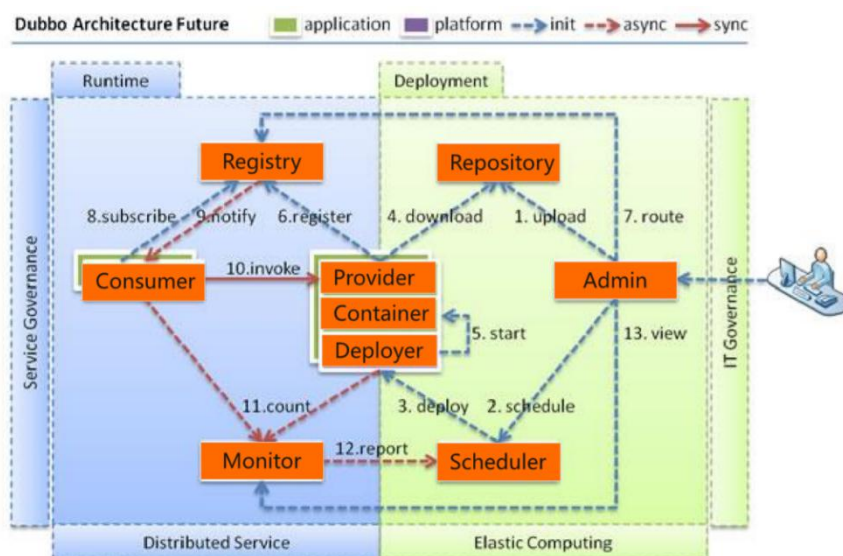 Dubbo Architecture Future
application
platform
init
async
sync
Runtime
Deployment
Service Governance
IT Governance
Registry
Repository
8.subscribe
9.notify
6.register
4. download
1. upload
7. route
Consumer
10.invoke
Provider
Container
Deployer
Admin
5. start
13. view
11.count
3. deploy
2. schedule
12.report
Monitor
Scheduler
Distributed Service
Elastic Computing